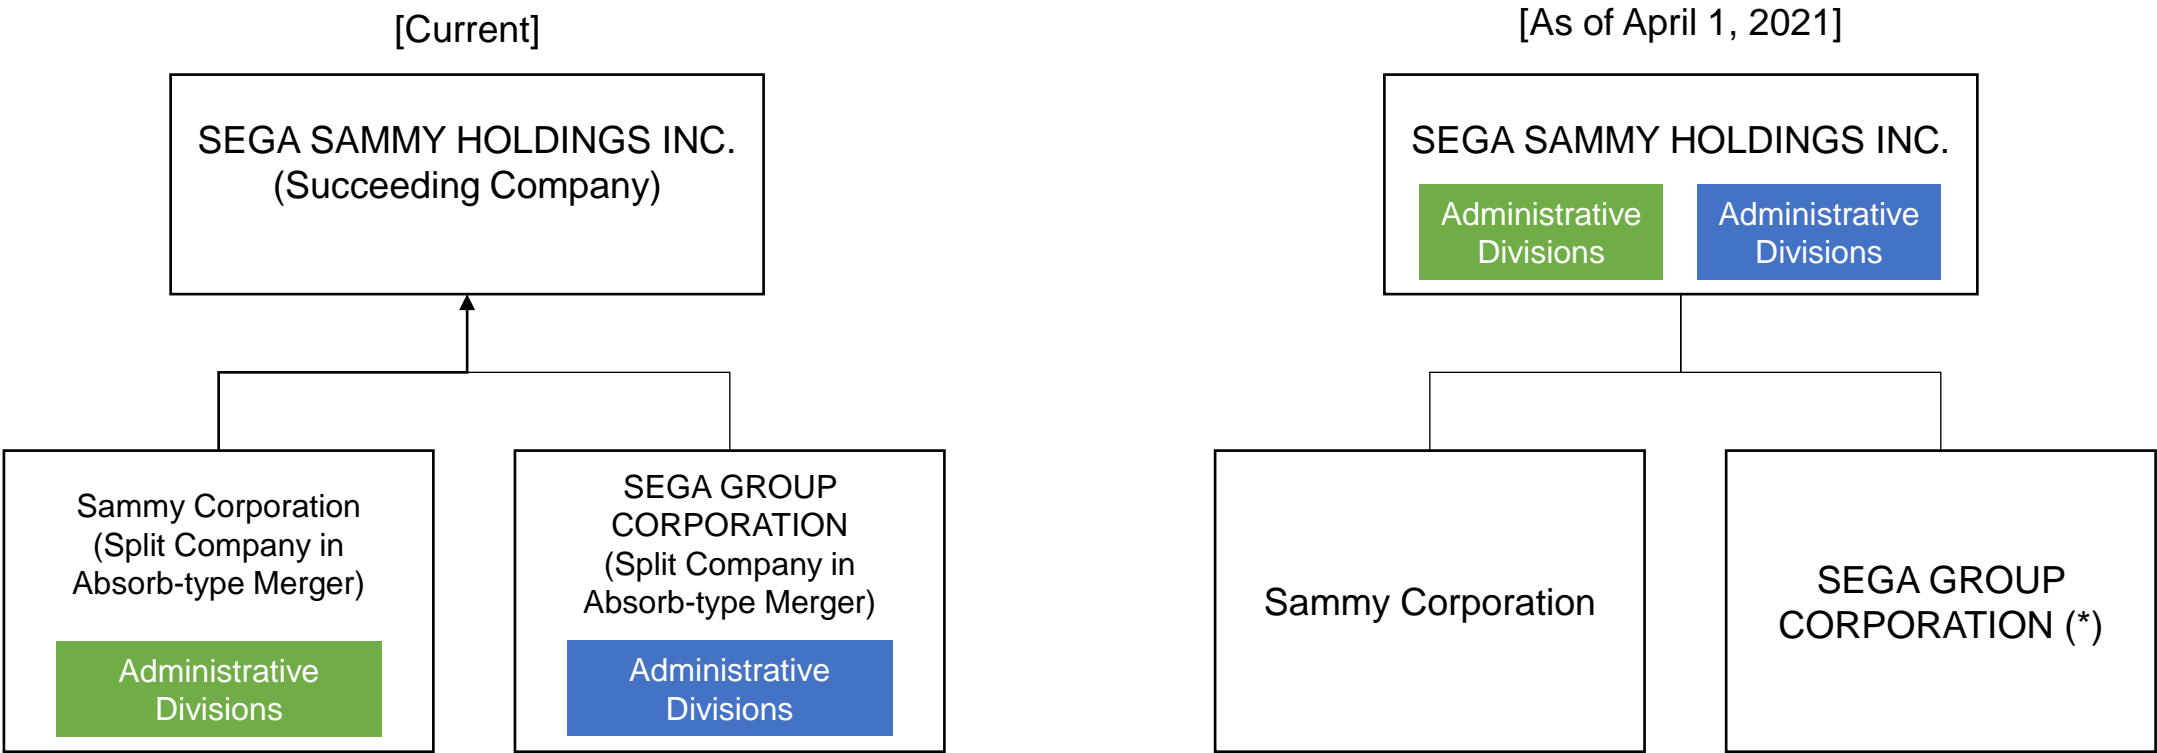 [Current]
SEGA SAMMY HOLDINGS INC.
(Succeeding Company)
Sammy Corporation
(Split Company in
Absorb-type Merger)
Administrative
Divisions
SEGA GROUP
CORPORATION
(Split Company in
Absorb-type Merger)
Administrative
Divisions
[As of April 1, 2021]
SEGA SAMMY HOLDINGS INC.
Administrative
Divisions
Administrative
Divisions
Sammy Corporation
SEGA GROUP
CORPORATION (*)